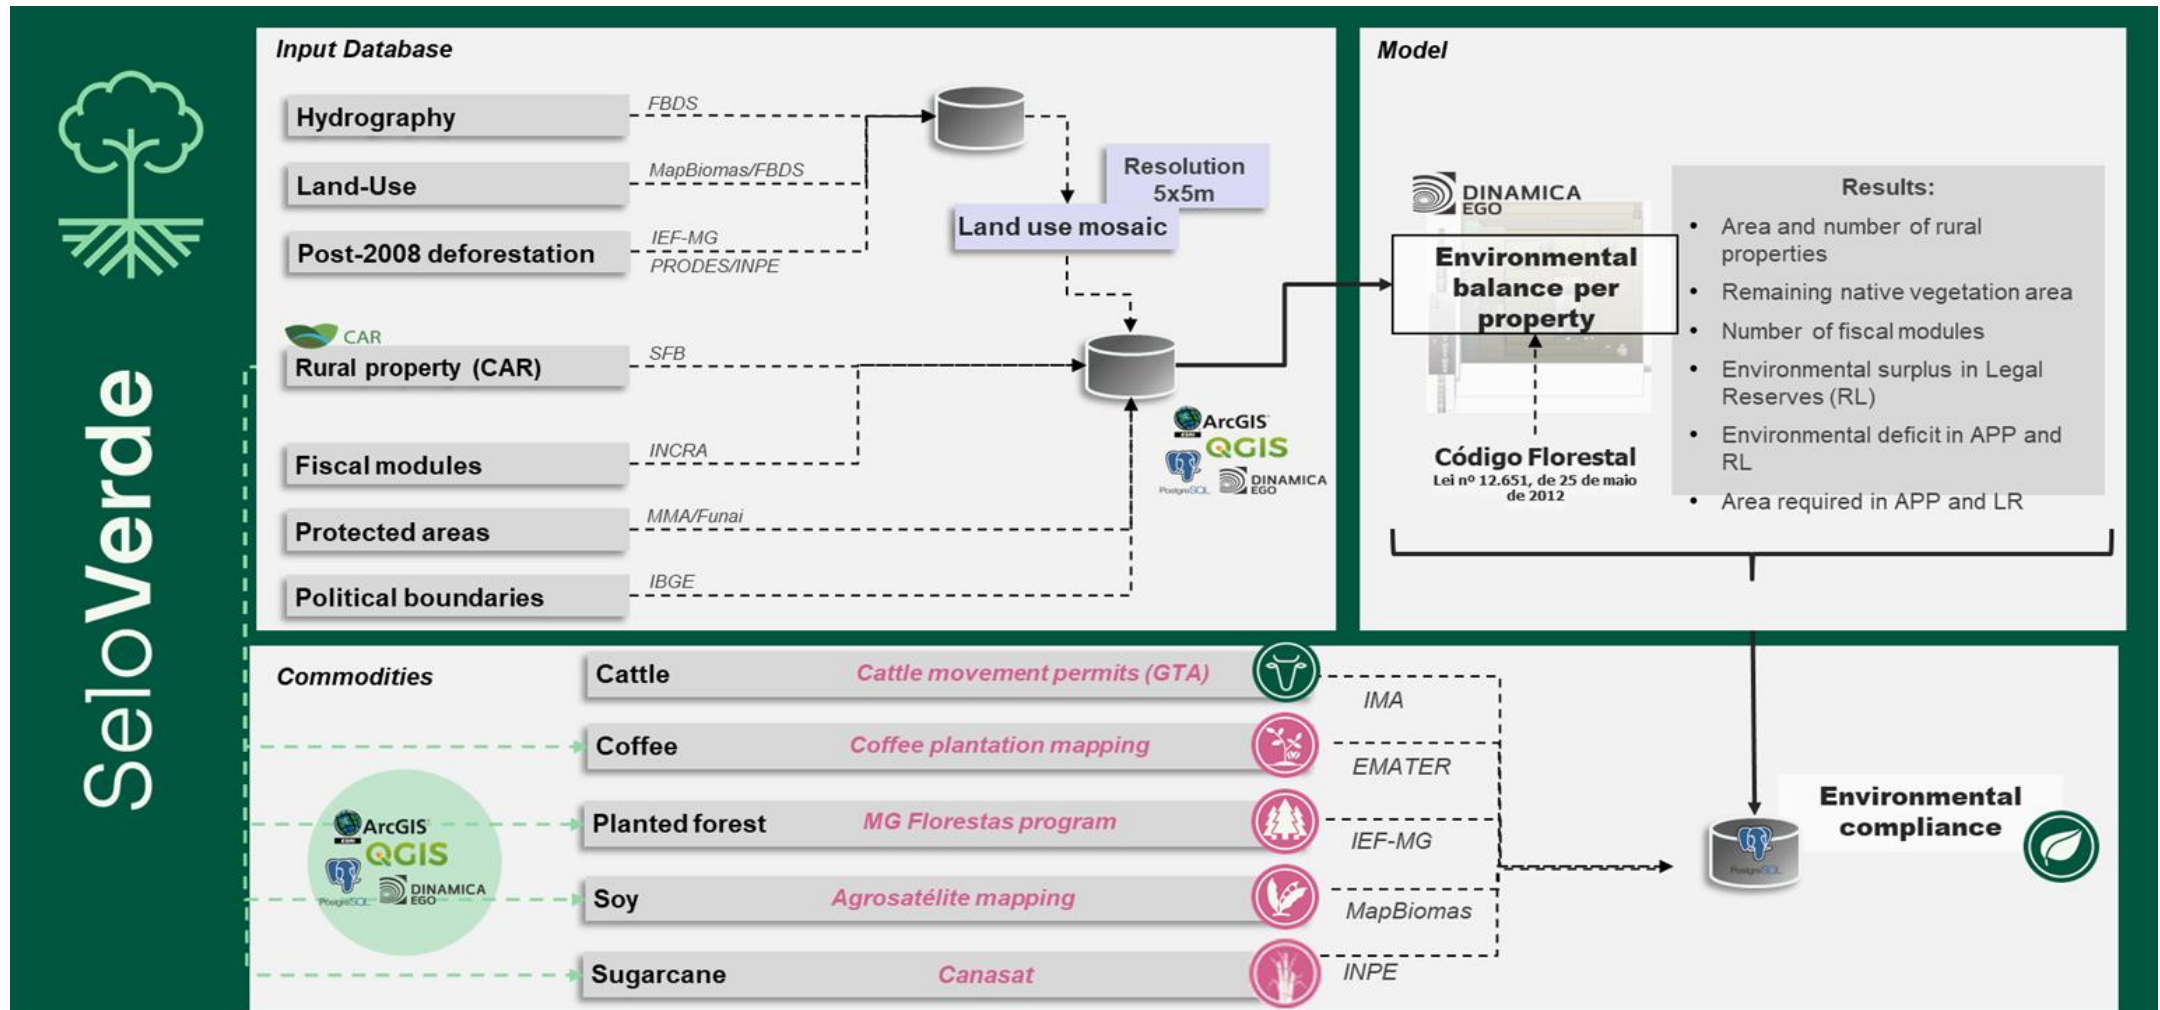 SeloVerde
Input Database
Hydrography
FBDS
Land-Use
MapBiomas/FBDS
Post-2008 deforestation
IEF-MG
PRODES/INPE
Resolution
5x5m
Land use mosaic
CAR
Rural property (CAR)
SFB
Fiscal modules
INCRA
Protected areas
MMA/Funai
Political boundaries
IBGE
ArcGIS
esri
QGIS
PostgreSQL
DINAMICA
EGO
Model
DINAMICA
EGO
Environmental
balance per
property
Código Florestal
Lei nº 12.651, de 25 de maio
de 2012
Results:
• Area and number of rural
properties
• Remaining native vegetation area
• Number of fiscal modules
• Environmental surplus in Legal
Reserves (RL)
• Environmental deficit in APP and
RL
• Area required in APP and LR
Commodities
ArcGIS
esri
QGIS
PostgreSQL
DINAMICA
EGO
Cattle Cattle movement permits (GTA)
IMA
Coffee Coffee plantation mapping
EMATER
Planted forest MG Florestas program
IEF-MG
Soy Agrosatélite mapping
MapBiomas
Sugarcane Canasat
INPE
PostgreSQL
Environmental
compliance